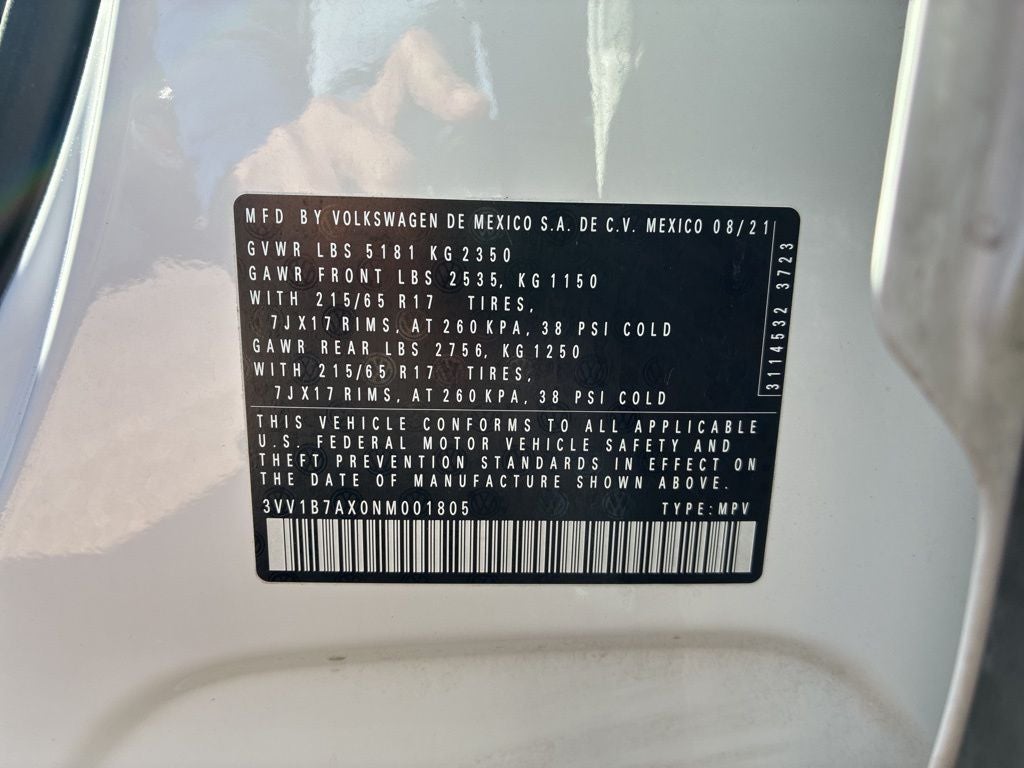 MFD BY VOLKSWAGEN DE MEXICO S.A. DE C.V. MEXICO 08/21
GVWR LBS 5181 KG 2350
GAWR FRONT LBS 2535, KG 1150
WITH 215/65 R17 TIRES,
7JX17 RIMS. AT 260 KPA, 38 PSI COLD
GAWR REAR LBS 2756, KG 1250
WITH 215/65 R17 TIRES,
7JX17 RIMS, AT 260 KPA, 38 PSI COLD
3114532 3723
THIS VEHICLE CONFORMS TO ALL APPLICABLE
U.S. FEDERAL MOTOR VEHICLE SAFETY AND
THEFT PREVENTION STANDARDS IN EFFECT ON
THE DATE OF MANUFACTURE SHOWN ABOVE.
3VV1B7AX0NM001805 TYPE: MPV